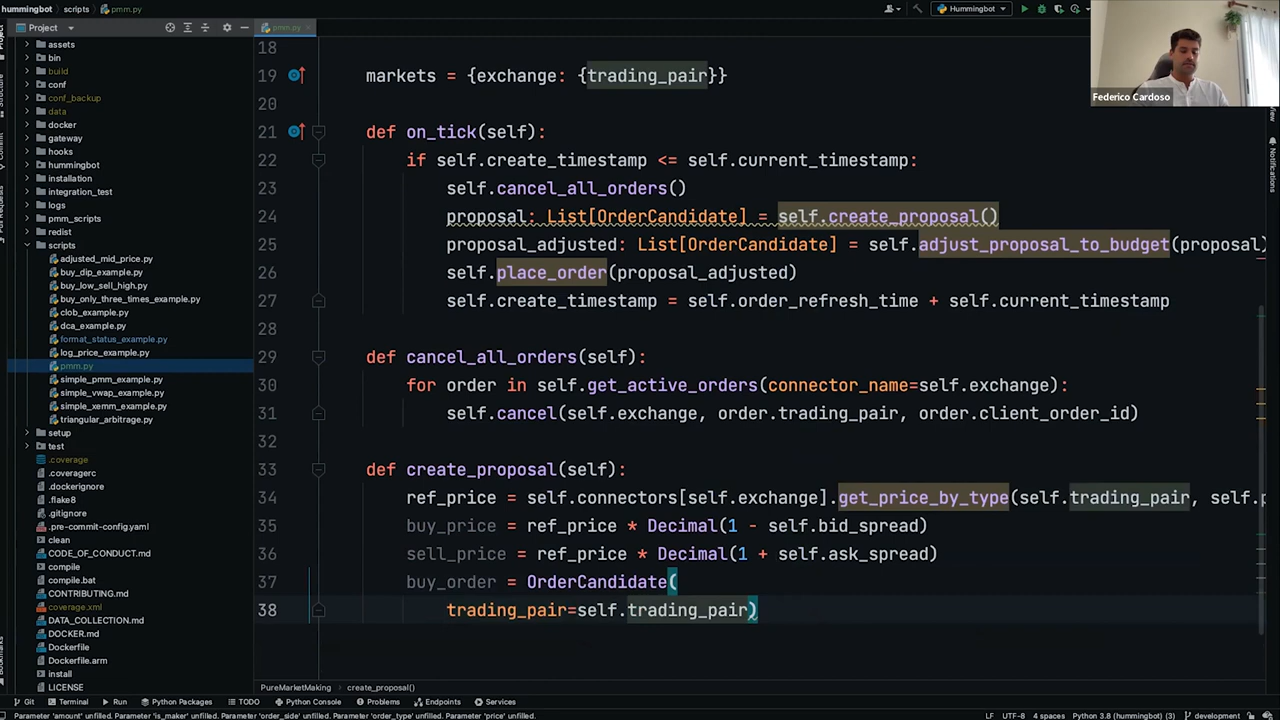 hummingbot
scripts
pmm.py
Hummingbot
Federico Cardoso
Project
pmm.py
Project
assets
bin
build
conf
conf_backup
data
docker
gateway
hooks
hummingbot
installation
integration_test
logs
pmm_scripts
redist
scripts
adjusted_mid_price.py
buy_dip_example.py
buy_low_sell_high.py
buy_only_three_times_example.py
clob_example.py
dca_example.py
format_status_example.py
log_price_example.py
pmm.py
simple_pmm_example.py
simple_vwap_example.py
simple_xemm_example.py
triangular_arbitrage.py
setup
test
.coverage
.coveragerc
.dockerignore
.flake8
.gitignore
.pre-commit-config.yaml
clean
CODE_OF_CONDUCT.md
compile
compile.bat
CONTRIBUTING.md
coverage.xml
DATA_COLLECTION.md
DOCKER.md
Dockerfile
Dockerfile.arm
install
LICENSE
18
19 markets = {exchange: {trading_pair}}
20
21 def on_tick(self):
22 if self.create_timestamp <= self.current_timestamp:
23 self.cancel_all_orders()
24 proposal: List[OrderCandidate] = self.create_proposal()
25 proposal_adjusted: List[OrderCandidate] = self.adjust_proposal_to_budget(proposal)
26 self.place_order(proposal_adjusted)
27 self.create_timestamp = self.order_refresh_time + self.current_timestamp
28
29 def cancel_all_orders(self):
30 for order in self.get_active_orders(connector_name=self.exchange):
31 self.cancel(self.exchange, order.trading_pair, order.client_order_id)
32
33 def create_proposal(self):
34 ref_price = self.connectors[self.exchange].get_price_by_type(self.trading_pair, self.p
35 buy_price = ref_price * Decimal(1 - self.bid_spread)
36 sell_price = ref_price * Decimal(1 + self.ask_spread)
37 buy_order = OrderCandidate(
38 trading_pair=self.trading_pair)
Notifications
Commit
Pull Requests
Bookmarks
PureMarketMaking
create_proposal()
Git
Terminal
Run
Python Packages
TODO
Python Console
Problems
Endpoints
Services
Parameter 'amount' unfilled. Parameter 'is_maker' unfilled. Parameter 'order_side' unfilled. Parameter 'order_type' unfilled. Parameter 'price' unfilled.
LF
UTF-8
4 spaces
Python 3.8 (hummingbot) (3)
development